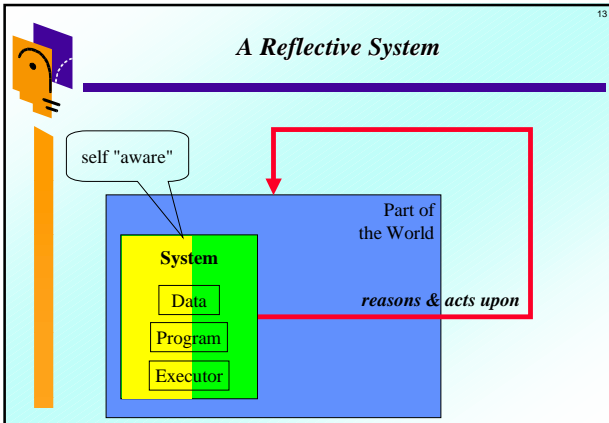 13
A Reflective System
self "aware"
Part of
the World
System
Data
reasons & acts upon
Program
Executor